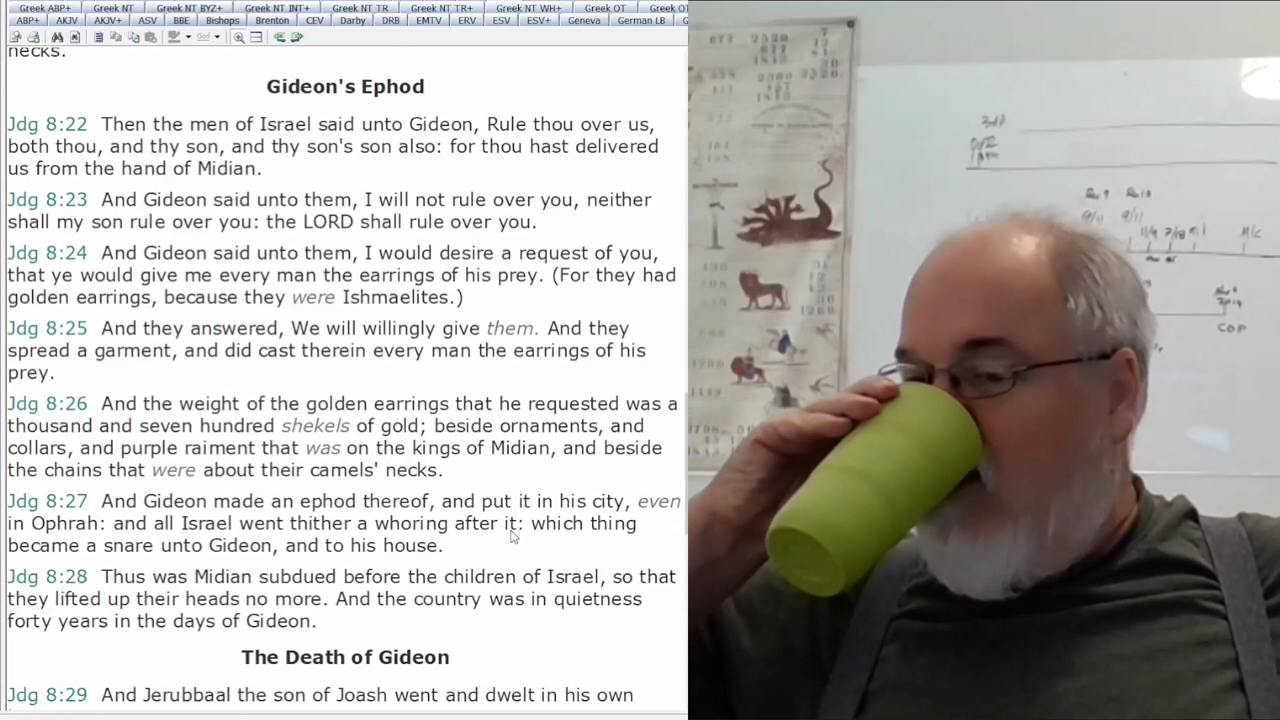 Greek ABP+ Greek NT Greek NT BYZ+ Greek NT INT+ Greek NT TR Greek NT TR+ Greek NT WH+ Greek OT Greek OT
ABP+ AKJV AKJV+ ASV BBE Bishops Brenton CEV Darby DRB EMTV ERV ESV ESV+ Geneva German LB
necks.
Gideon's Ephod
Jdg 8:22 Then the men of Israel said unto Gideon, Rule thou over us,
both thou, and thy son, and thy son's son also: for thou hast delivered
us from the hand of Midian.
Jdg 8:23 And Gideon said unto them, I will not rule over you, neither
shall my son rule over you: the LORD shall rule over you.
Jdg 8:24 And Gideon said unto them, I would desire a request of you,
that ye would give me every man the earrings of his prey. (For they had
golden earrings, because they were Ishmaelites.)
Jdg 8:25 And they answered, We will willingly give them. And they
spread a garment, and did cast therein every man the earrings of his
prey.
Jdg 8:26 And the weight of the golden earrings that he requested was a
thousand and seven hundred shekels of gold; beside ornaments, and
collars, and purple raiment that was on the kings of Midian, and beside
the chains that were about their camels' necks.
Jdg 8:27 And Gideon made an ephod thereof, and put it in his city, even
in Ophrah: and all Israel went thither a whoring after it: which thing
became a snare unto Gideon, and to his house.
Jdg 8:28 Thus was Midian subdued before the children of Israel, so that
they lifted up their heads no more. And the country was in quietness
forty years in the days of Gideon.
The Death of Gideon
Jdg 8:29 And Jerubbaal the son of Joash went and dwelt in his own
677 2520 7
2300
9/11 9/11
COP